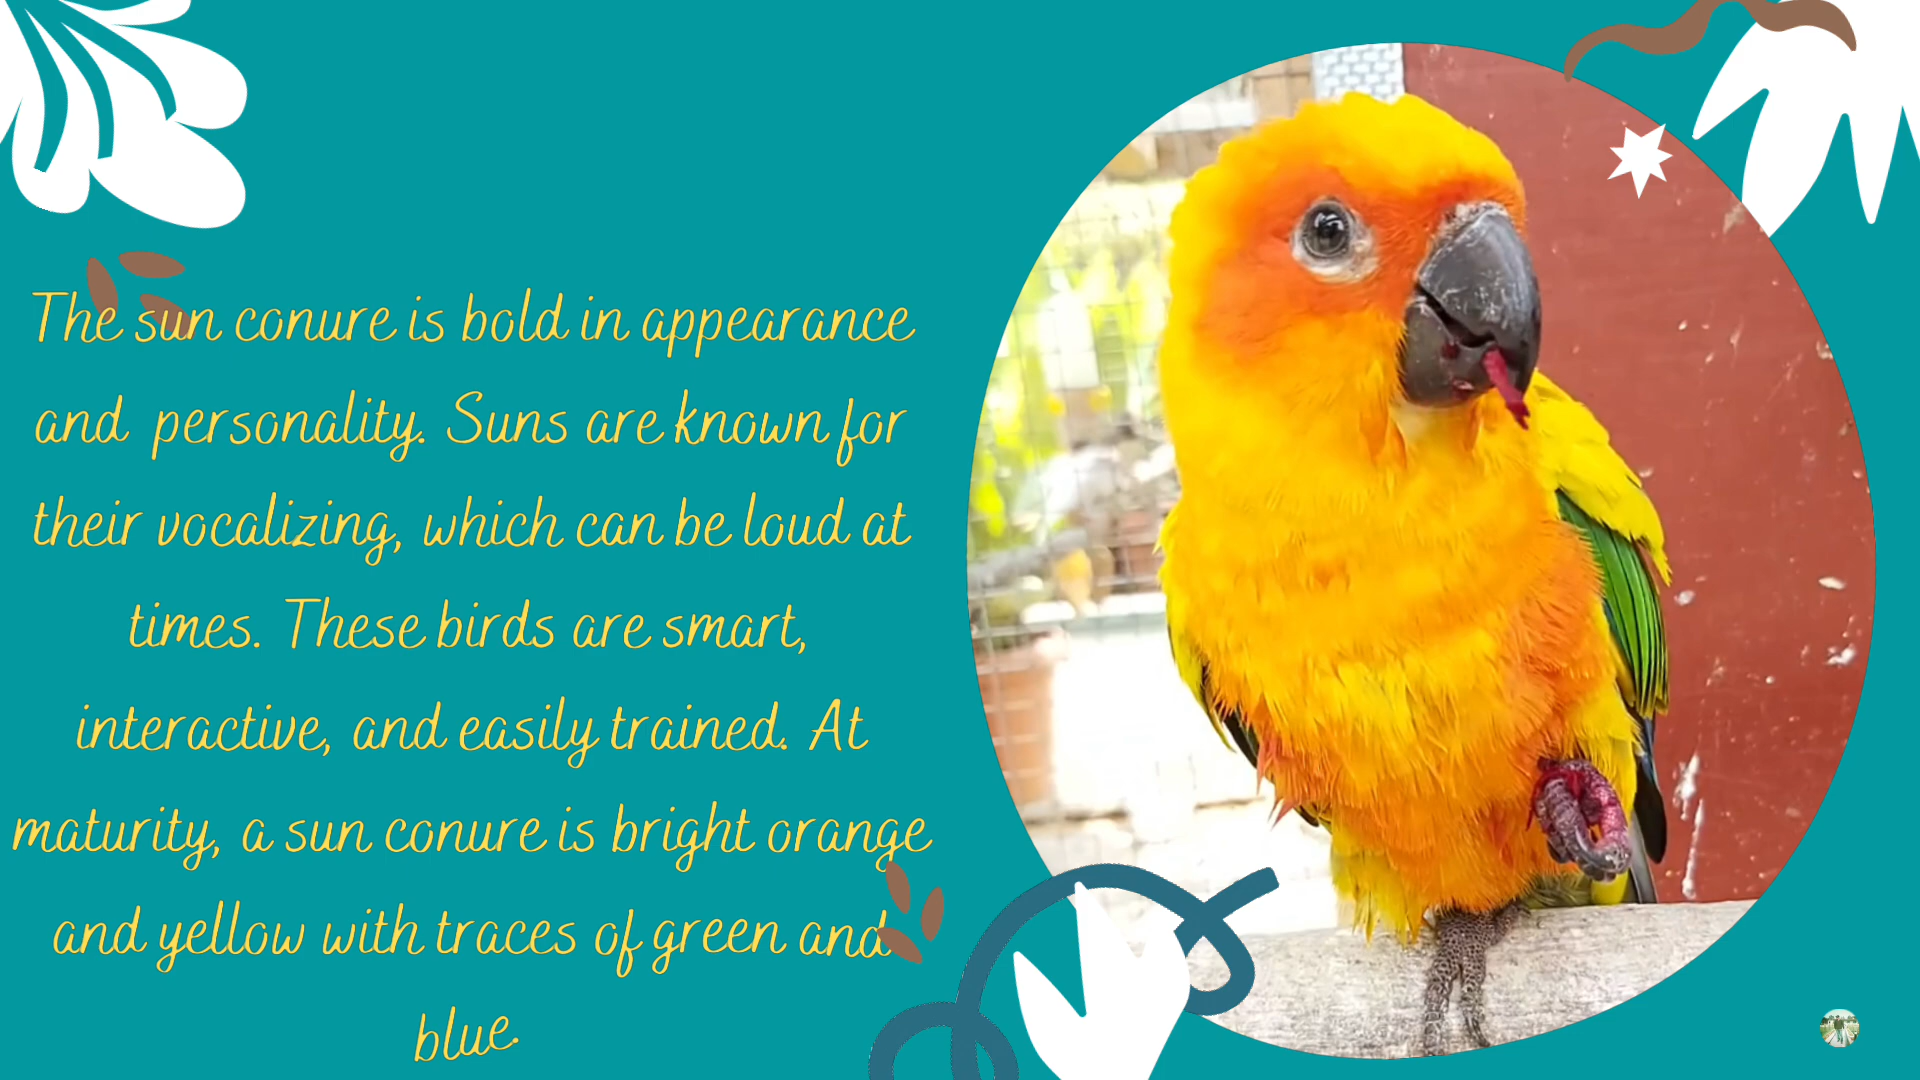 The sun conure is bold in appearance
and personality. Suns are known for
their vocalizing, which can be loud at
times. These birds are smart,
interactive, and easily trained. At
maturity, a sun conure is bright orange
and yellow with traces of green and
blue.